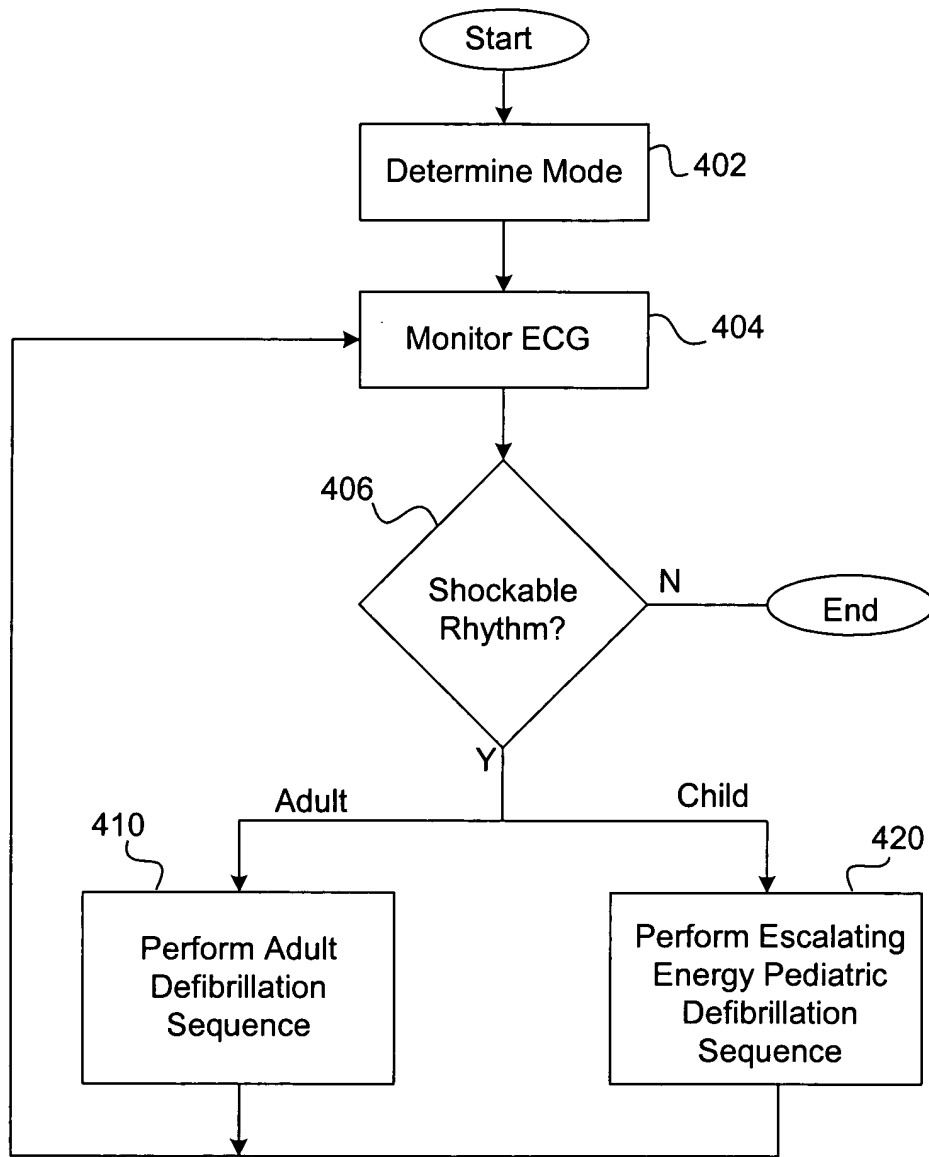 Start
Determine Mode
402
Monitor ECG
404
406
Shockable
Rhythm?
N
End
Y
Adult
Child
410
420
Perform Adult
Defibrillation
Sequence
Perform Escalating
Energy Pediatric
Defibrillation
Sequence